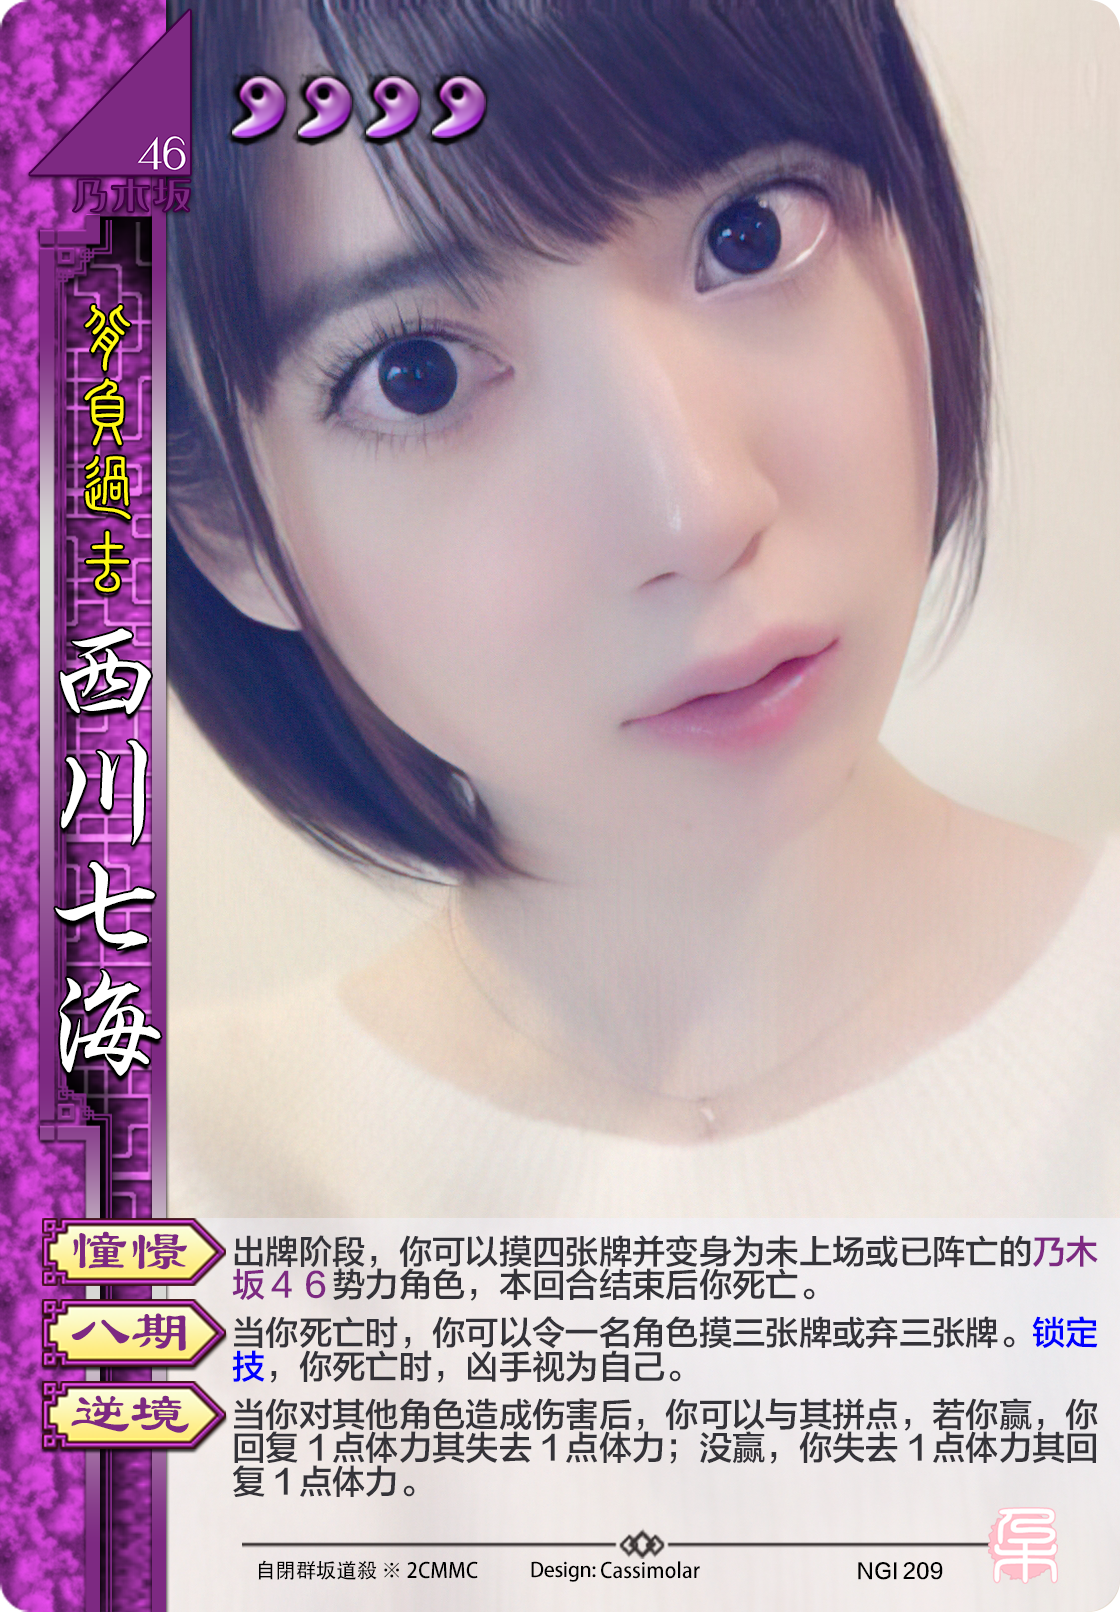 46
乃木坂
背負過去
西川七海
憧憬
出牌阶段，你可以摸四张牌并变身为未上场或已阵亡的乃木
坂４６势力角色，本回合结束后你死亡。
八期
当你死亡时，你可以令一名角色摸三张牌或弃三张牌。锁定
技，你死亡时，凶手视为自己。
逆境
当你对其他角色造成伤害后，你可以与其拼点，若你赢，你
回复１点体力其失去１点体力；没赢，你失去１点体力其回
复１点体力。
自閉群坂道殺 ※ 2CMMC
Design: Cassimolar
NGI 209